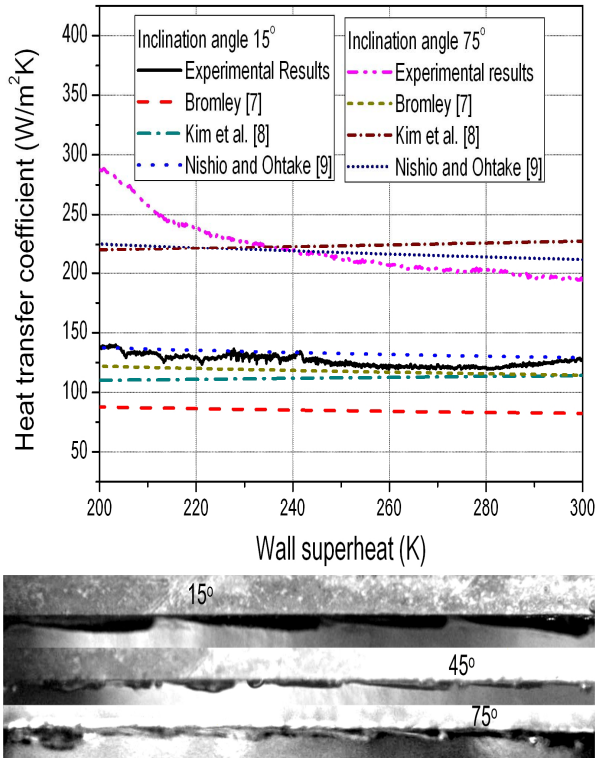 Heat transfer coefficient (W/m²K)
425
400
350
300
250
200
150
100
50
Inclination angle 15°
Experimental Results
Bromley [7]
Kim et al. [8]
Nishio and Ohtake [9]
Inclination angle 75°
Experimental results
Bromley [7]
Kim et al. [8]
Nishio and Ohtake [9]
200
220
240
260
280
300
Wall superheat (K)
15°
45°
75°